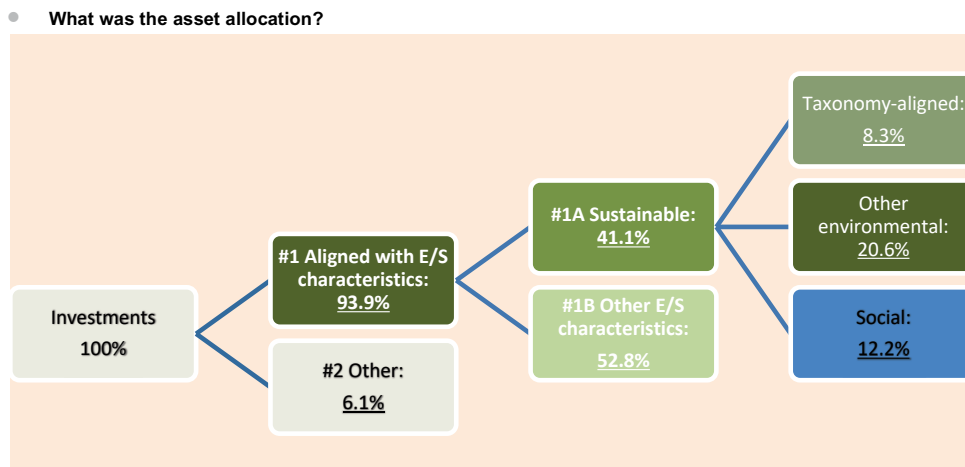 What was the asset allocation?
Investments
100%
#1 Aligned with E/S
characteristics:
93.9%
#2 Other:
6.1%
#1A Sustainable:
41.1%
#1B Other E/S
characteristics:
52.8%
Taxonomy-aligned:
8.3%
Other
environmental:
20.6%
Social:
12.2%